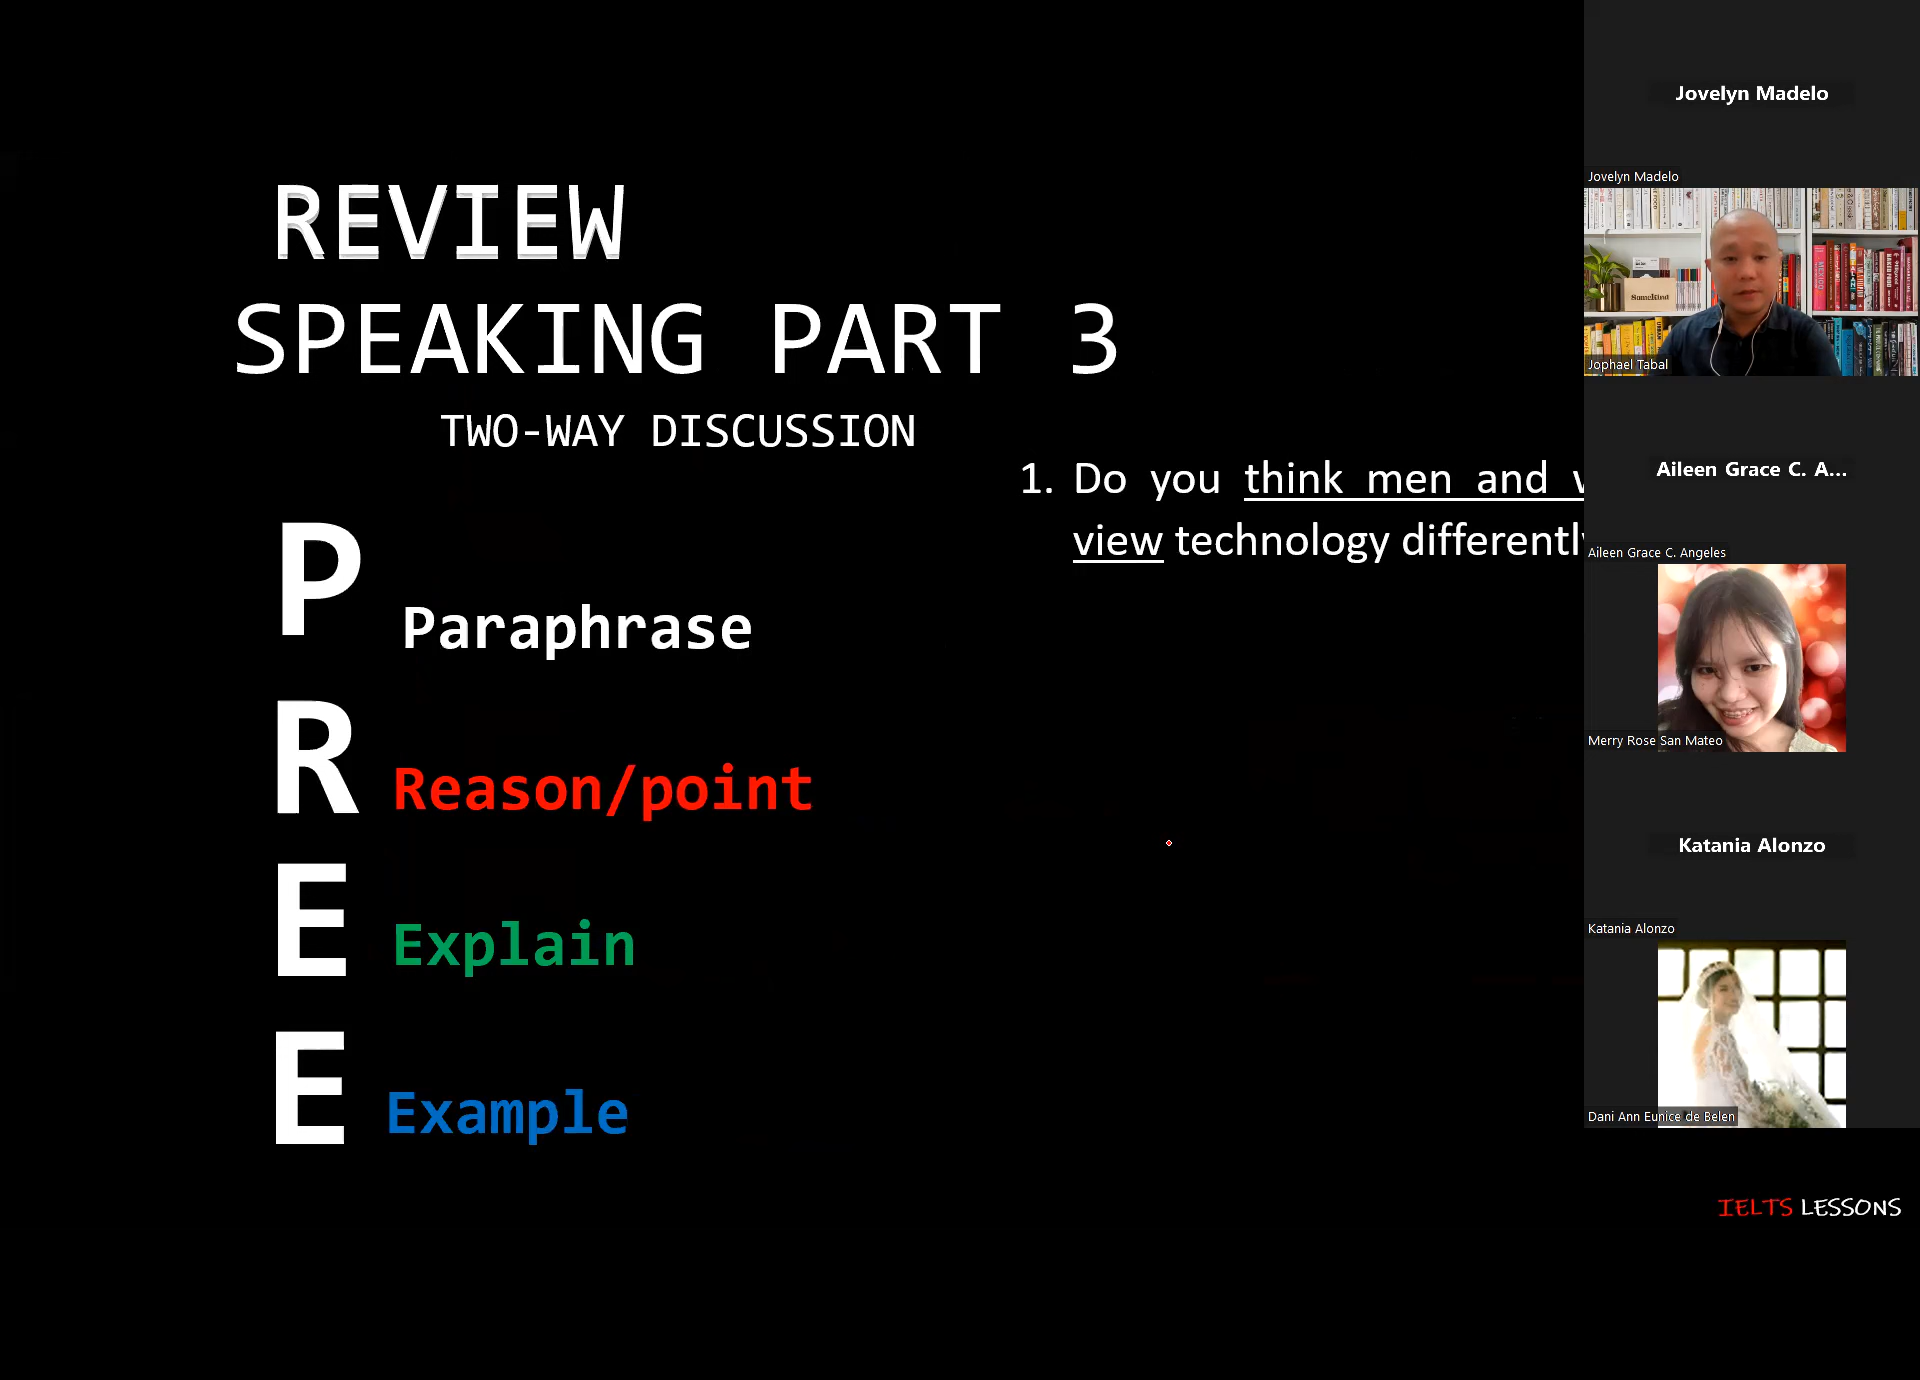 REVIEW
SPEAKING PART 3
TWO-WAY DISCUSSION
1. Do you think men and
view technology differently
P Paraphrase
R Reason/point
E Explain
E Example
Jovelyn Madelo
Jovelyn Madelo
SomeKind
Jophael Tabal
Aileen Grace C. A...
Aileen Grace C. Angeles
Merry Rose San Mateo
Katania Alonzo
Katania Alonzo
Dani Ann Eunice de Belen
IELTS LESSONS